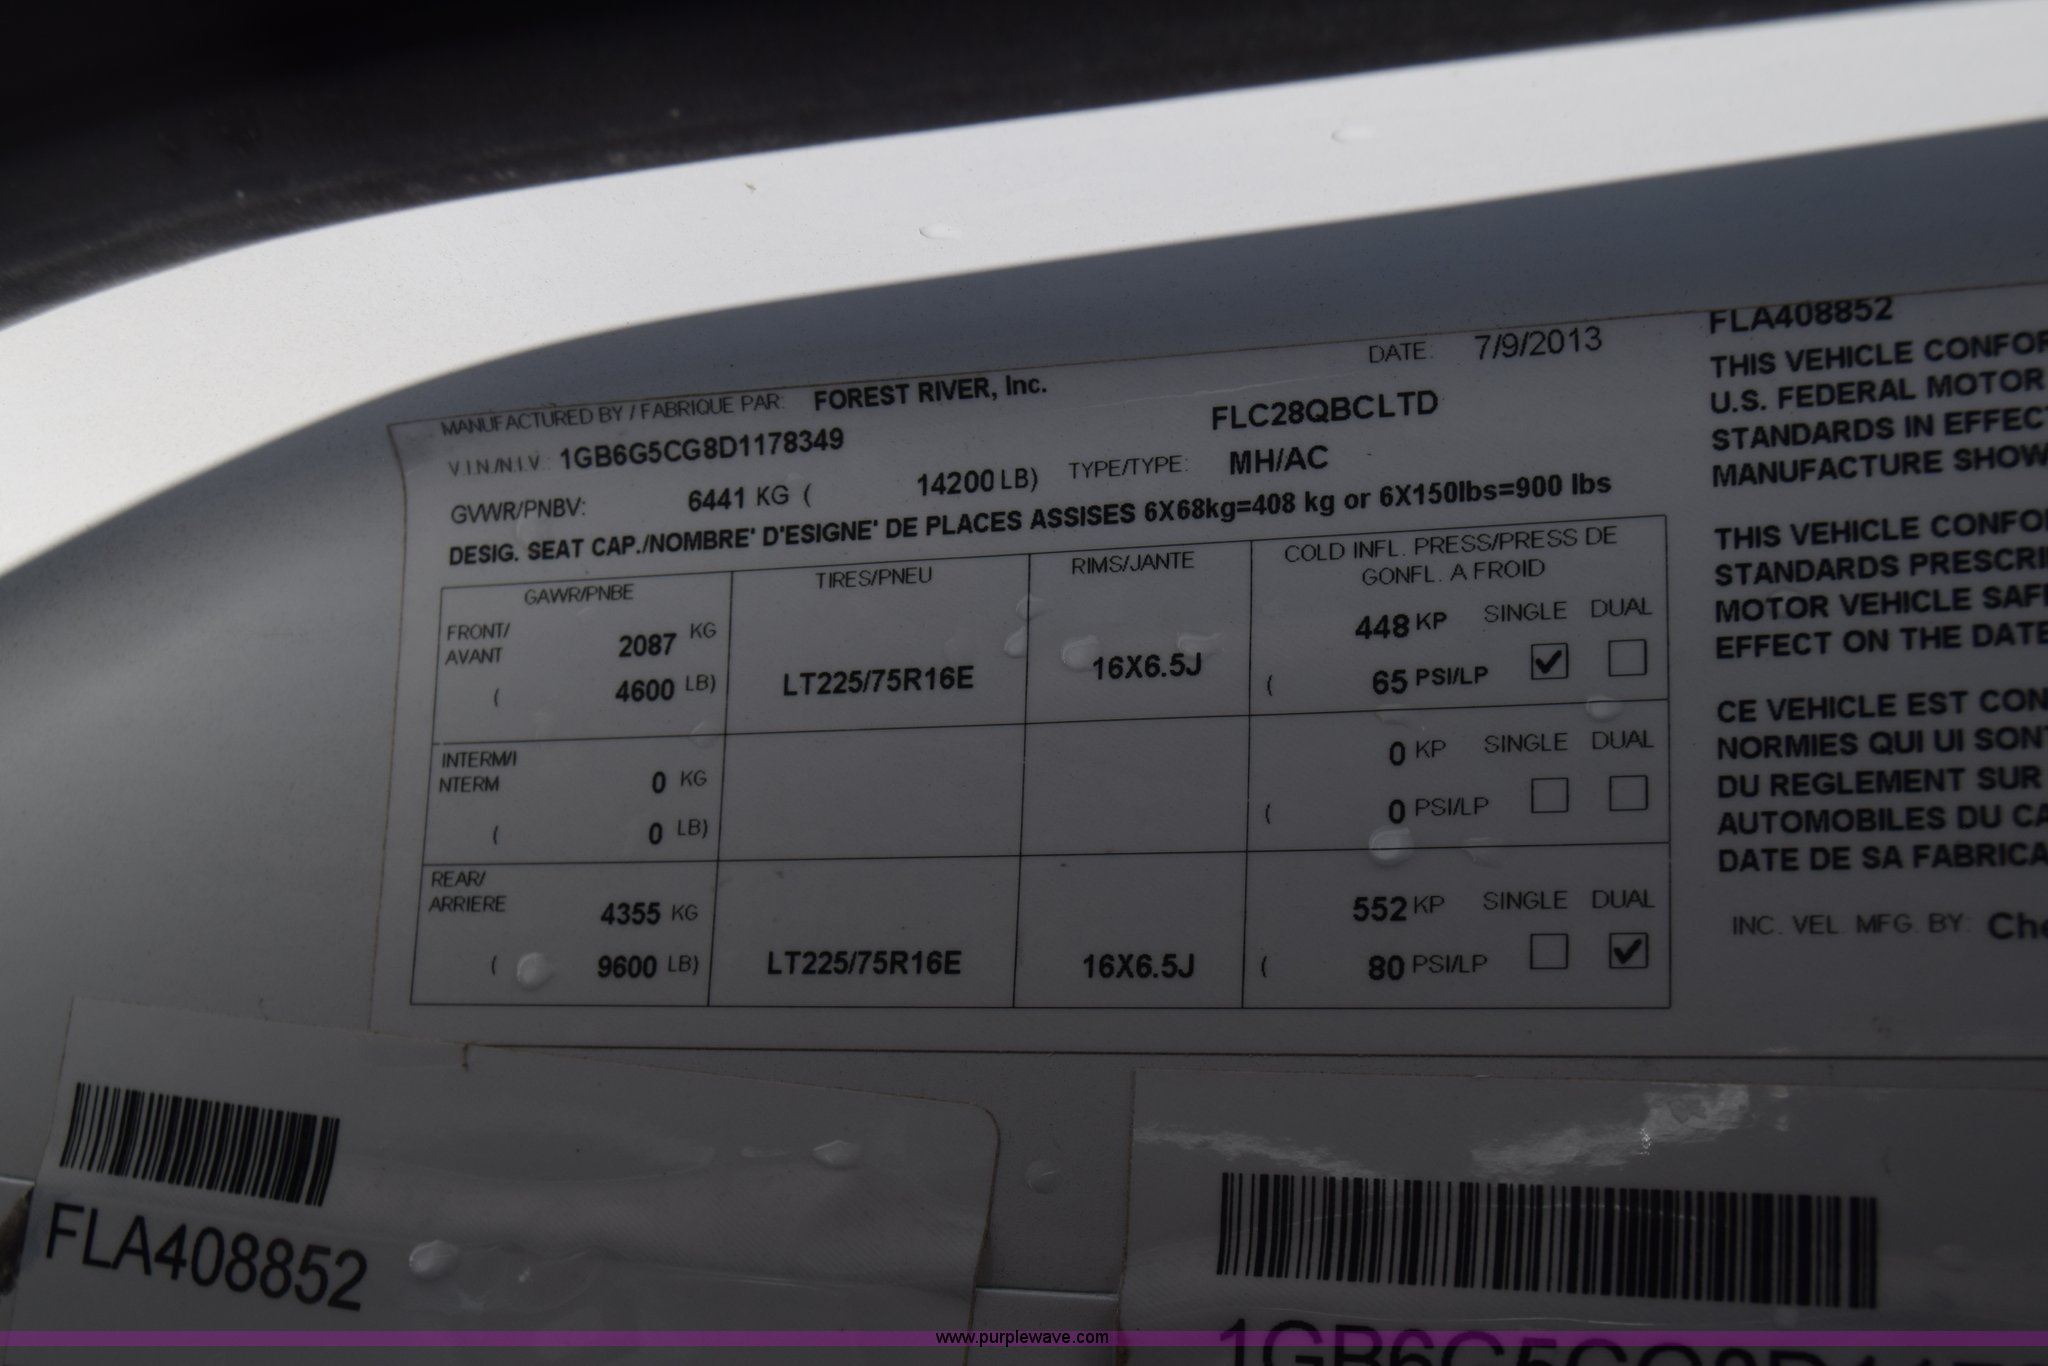 MANUFACTURED BY / FABRIQUE PAR: FOREST RIVER, Inc. DATE: 7/9/2013
V.I.N./N.I.V.: 1GB6G5CG8D1178349 FLC28QBCLTD
GVWR/PNBV: 6441 KG ( 14200 LB) TYPE/TYPE: MH/AC
DESIG. SEAT CAP./NOMBRE' D'ESIGNE' DE PLACES ASSISES 6X68kg=408 kg or 6X150lbs=900 lbs
GAWR/PNBE TIRES/PNEU RIMS/JANTE COLD INFL. PRESS/PRESS DE
GONFL. A FROID
FRONT/ 2087 KG 448 KP SINGLE DUAL
AVANT
( 4600 LB) LT225/75R16E 16X6.5J ( 65 PSI/LP ✔
INTERM/I 0 KG 0 KP SINGLE DUAL
NTERM
( 0 LB) ( 0 PSI/LP
REAR/ 4355 KG 552 KP SINGLE DUAL
ARRIERE
( 9600 LB) LT225/75R16E 16X6.5J ( 80 PSI/LP ✔
FLA408852
THIS VEHICLE CONFOR
U.S. FEDERAL MOTOR
STANDARDS IN EFFECT
MANUFACTURE SHOW
THIS VEHICLE CONFO
STANDARDS PRESCRI
MOTOR VEHICLE SAFE
EFFECT ON THE DATE
CE VEHICLE EST CON
NORMIES QUI UI SONT
DU REGLEMENT SUR
AUTOMOBILES DU CA
DATE DE SA FABRICA
INC. VEL. MFG. BY: Che
FLA408852
1GB6G5CG8D1
www.purplewave.com